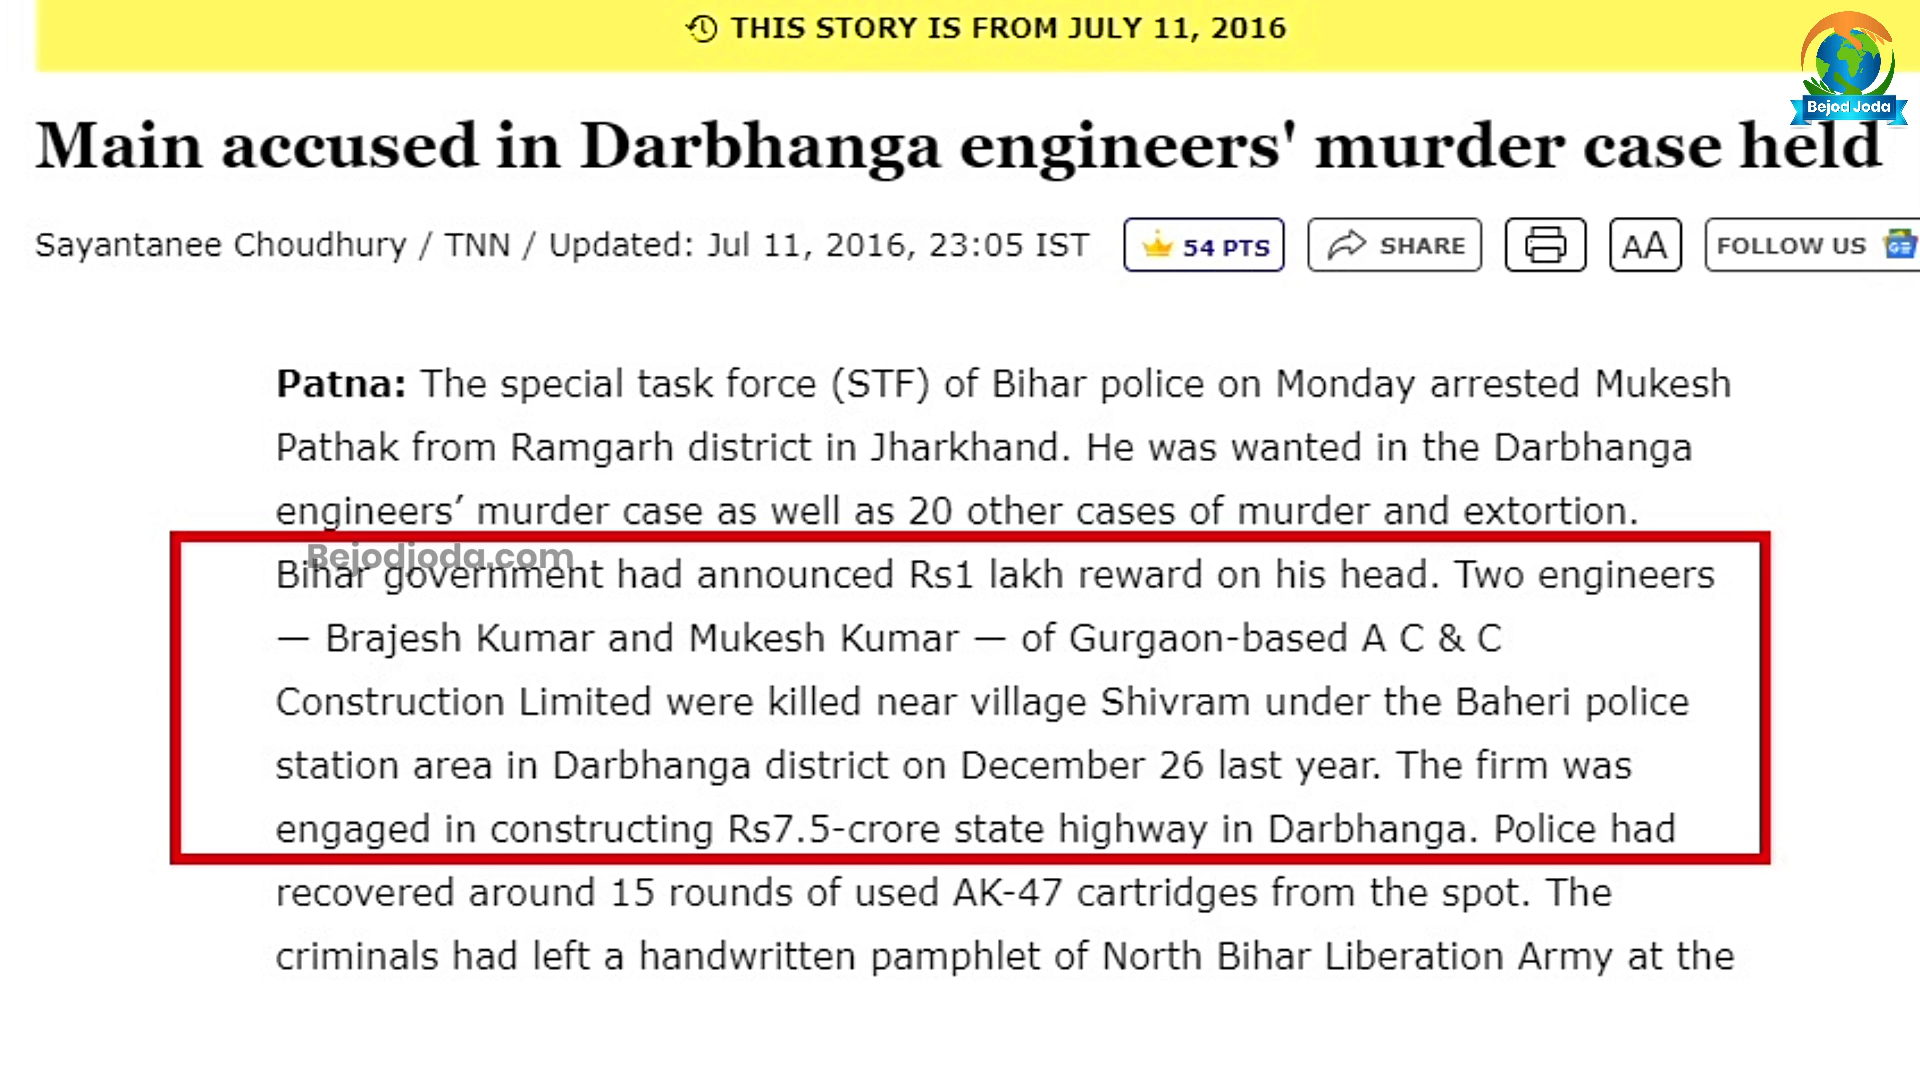 THIS STORY IS FROM JULY 11, 2016
Bejod Joda
Main accused in Darbhanga engineers' murder case held
Sayantanee Choudhury / TNN / Updated: Jul 11, 2016, 23:05 IST
54 PTS
SHARE
AA
FOLLOW US
GE
Patna: The special task force (STF) of Bihar police on Monday arrested Mukesh
Pathak from Ramgarh district in Jharkhand. He was wanted in the Darbhanga
engineers’ murder case as well as 20 other cases of murder and extortion.
Bejodjoda.com
Bihar government had announced Rs1 lakh reward on his head. Two engineers
— Brajesh Kumar and Mukesh Kumar — of Gurgaon-based A C & C
Construction Limited were killed near village Shivram under the Baheri police
station area in Darbhanga district on December 26 last year. The firm was
engaged in constructing Rs7.5-crore state highway in Darbhanga. Police had
recovered around 15 rounds of used AK-47 cartridges from the spot. The
criminals had left a handwritten pamphlet of North Bihar Liberation Army at the